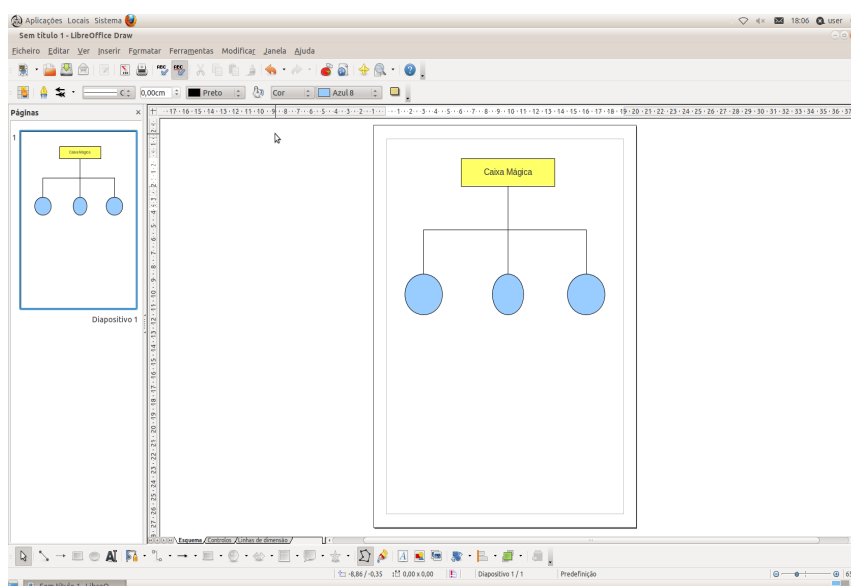 Aplicações Locais Sistema 18:06 user
Sem título 1 - LibreOffice Draw
Ficheiro Editar Ver Inserir Formatar Ferramentas Modificar Janela Ajuda
0,00cm Preto Cor Azul 8
Páginas
1
Caixa Mágica
Caixa Mágica
Diapositivo 1
Esquema Controlos Linhas de dimensão
-8,86 / -0,35 0,00 x 0,00 Diapositivo 1 / 1 Predefinição